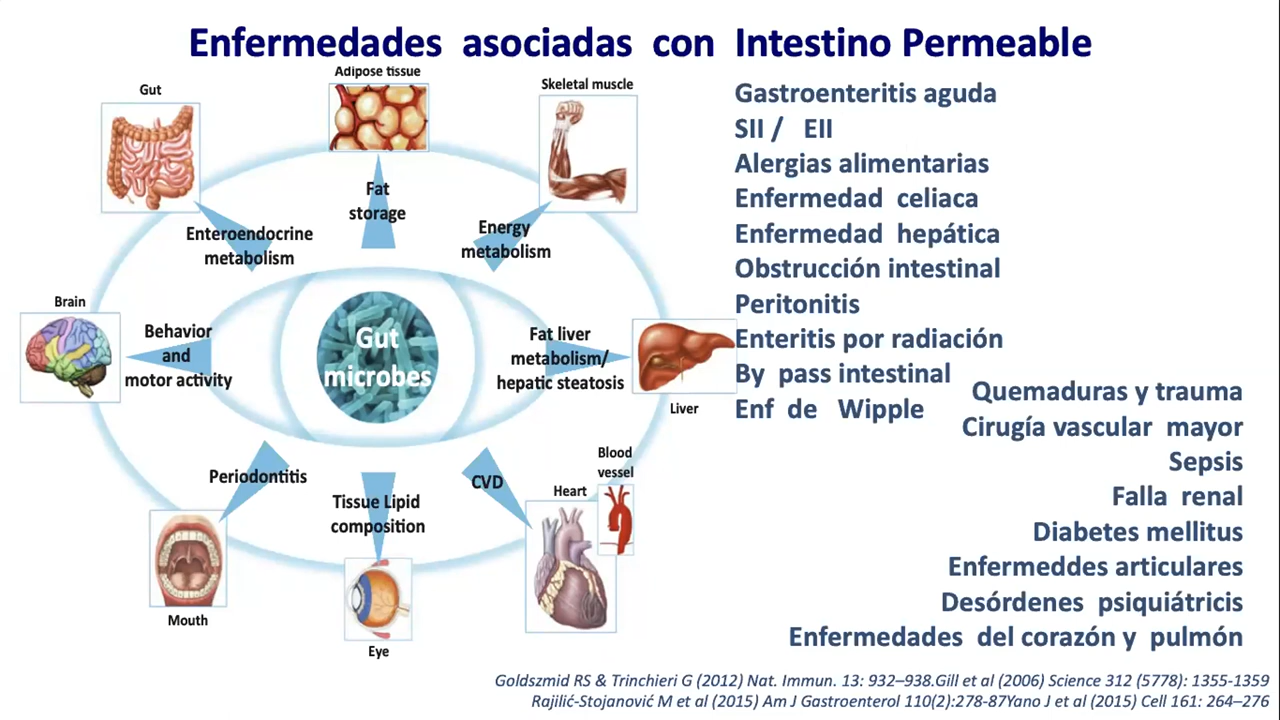 Enfermedades asociadas con Intestino Permeable
Gut
Adipose tissue
Skeletal muscle
Enteroendocrine
metabolism
Fat
storage
Energy
metabolism
Brain
Behavior
and
motor activity
Gut
microbes
Fat liver
metabolism/
hepatic steatosis
Liver
Periodontitis
Tissue Lipid
composition
CVD
Blood
vessel
Heart
Mouth
Eye
Gastroenteritis aguda
SII / EII
Alergias alimentarias
Enfermedad celiaca
Enfermedad hepática
Obstrucción intestinal
Peritonitis
Enteritis por radiación
By pass intestinal
Enf de Wipple
Quemaduras y trauma
Cirugía vascular mayor
Sepsis
Falla renal
Diabetes mellitus
Enfermeddes articulares
Desórdenes psiquiátricis
Enfermedades del corazón y pulmón
Goldszmid RS & Trinchieri G (2012) Nat. Immun. 13: 932–938.Gill et al (2006) Science 312 (5778): 1355-1359
Rajilić-Stojanović M et al (2015) Am J Gastroenterol 110(2):278-87Yano J et al (2015) Cell 161: 264–276